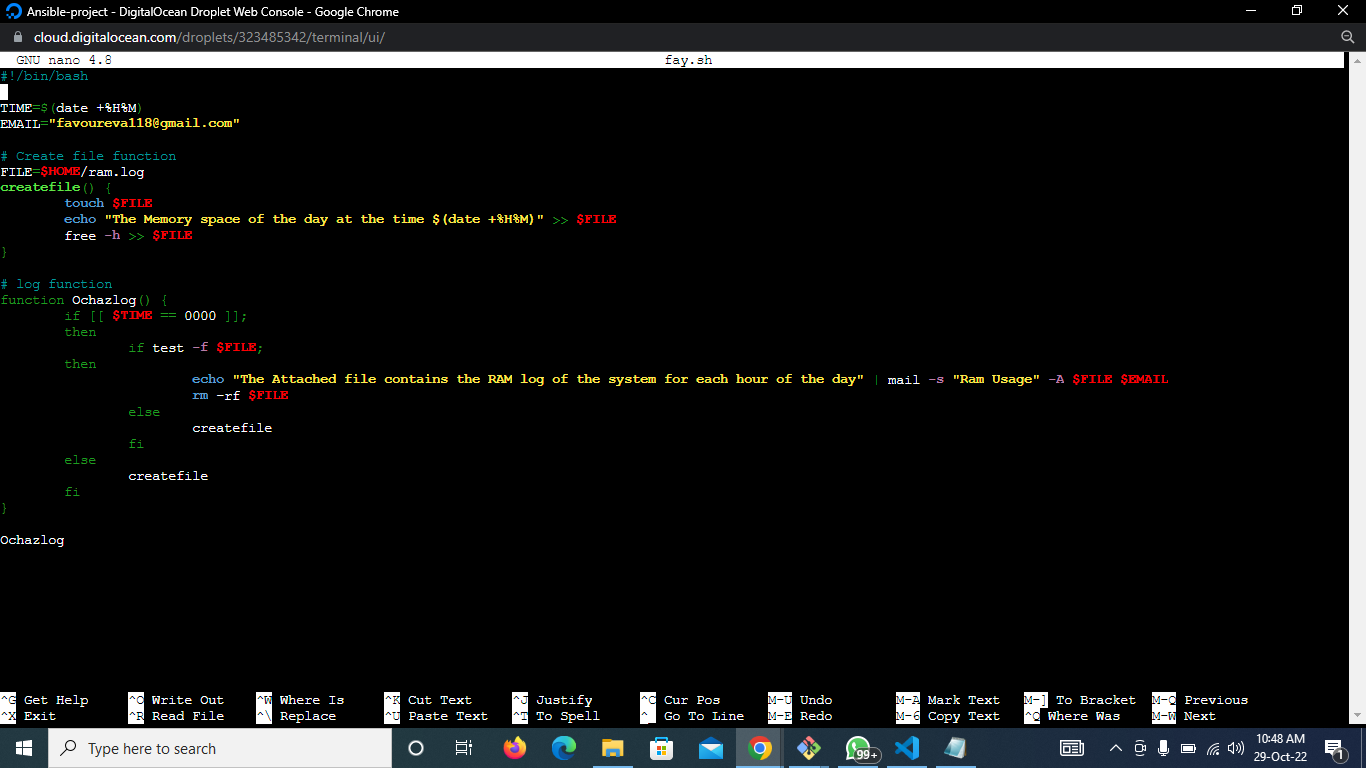 Ansible-project - DigitalOcean Droplet Web Console - Google Chrome
cloud.digitalocean.com/droplets/323485342/terminal/ui/
GNU nano 4.8 fay.sh
#!/bin/bash
TIME=$(date +%H%M)
EMAIL="favoureva118@gmail.com"
# Create file function
FILE=$HOME/ram.log
createfile() {
touch $FILE
echo "The Memory space of the day at the time $(date +%H%M)" >> $FILE
free -h >> $FILE
}
# log function
function Ochazlog() {
if [[ $TIME == 0000 ]];
then
if test -f $FILE;
then
echo "The Attached file contains the RAM log of the system for each hour of the day" | mail -s "Ram Usage" -A $FILE $EMAIL
rm -rf $FILE
else
createfile
fi
else
createfile
fi
}
Ochazlog
^G Get Help ^O Write Out ^W Where Is ^K Cut Text ^J Justify ^C Cur Pos M-U Undo M-A Mark Text M-] To Bracket M-Q Previous
^X Exit ^R Read File ^\ Replace ^U Paste Text ^T To Spell ^_ Go To Line M-E Redo M-6 Copy Text ^Q Where Was M-W Next
Type here to search
99+
10:48 AM
29-Oct-22
1